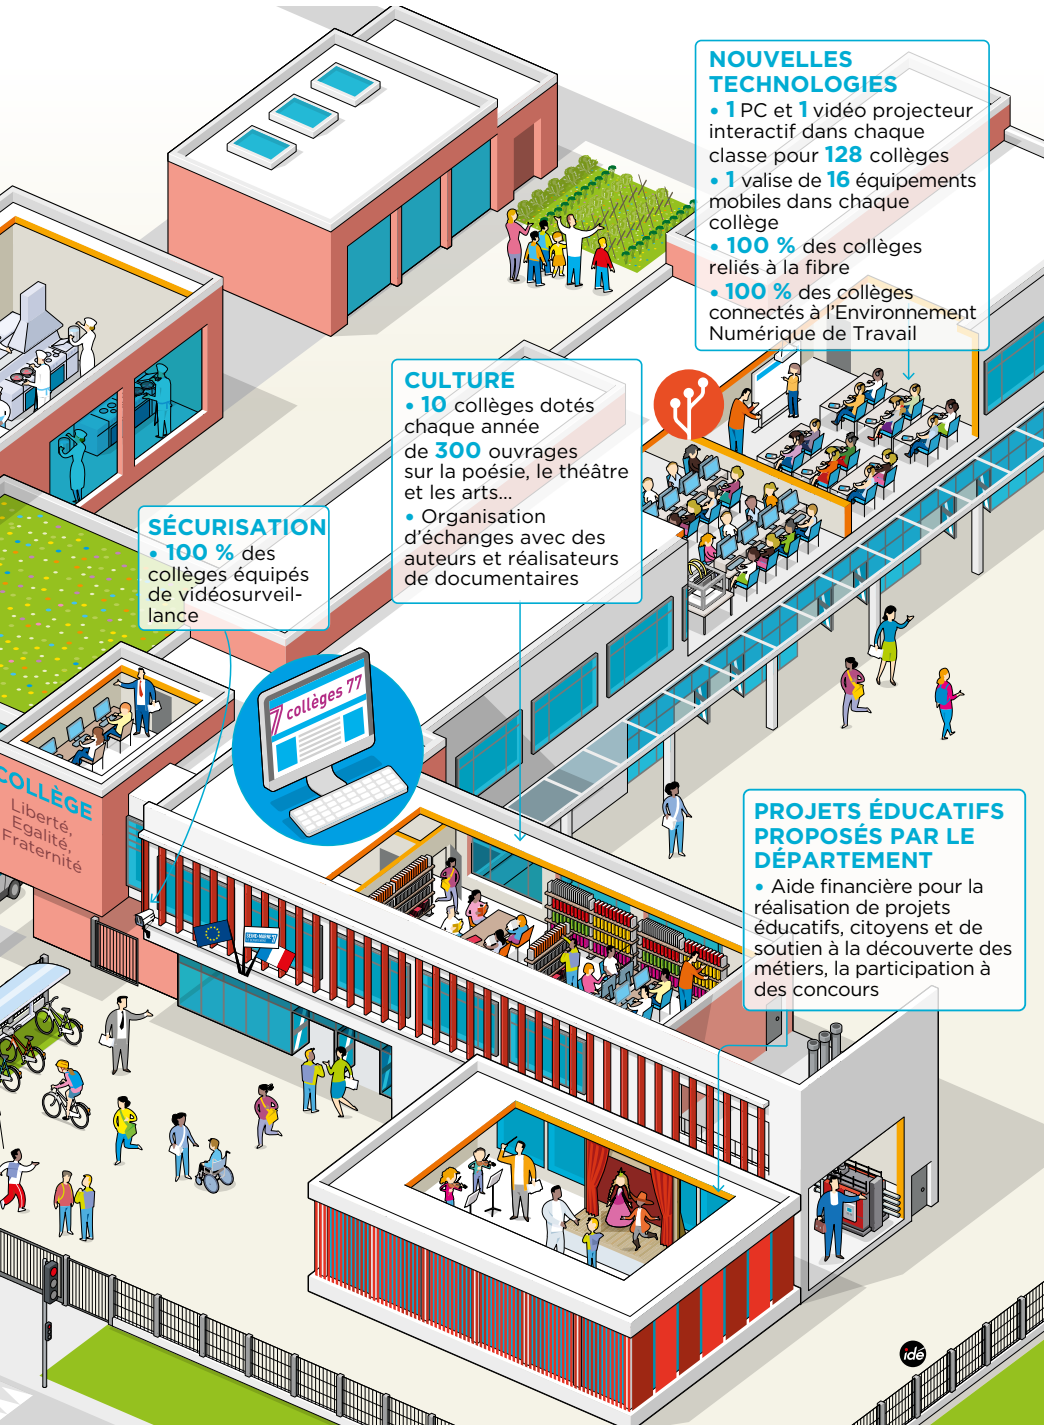 NOUVELLES
TECHNOLOGIES
• 1 PC et 1 vidéo projecteur
interactif dans chaque
classe pour 128 collèges
• 1 valise de 16 équipements
mobiles dans chaque
collège
• 100 % des collèges
reliés à la fibre
• 100 % des collèges
connectés à l'Environnement
Numérique de Travail
CULTURE
• 10 collèges dotés
chaque année
de 300 ouvrages
sur la poésie, le théâtre
et les arts...
• Organisation
d'échanges avec des
auteurs et réalisateurs
de documentaires
SÉCURISATION
• 100 % des
collèges équipés
de vidéosurveil-
lance
7 collèges 77
COLLÈGE
Liberté,
Egalité,
Fraternité
PROJETS ÉDUCATIFS
PROPOSÉS PAR LE
DÉPARTEMENT
• Aide financière pour la
réalisation de projets
éducatifs, citoyens et de
soutien à la découverte des
métiers, la participation à
des concours
SEINE-MARNE 77
idé